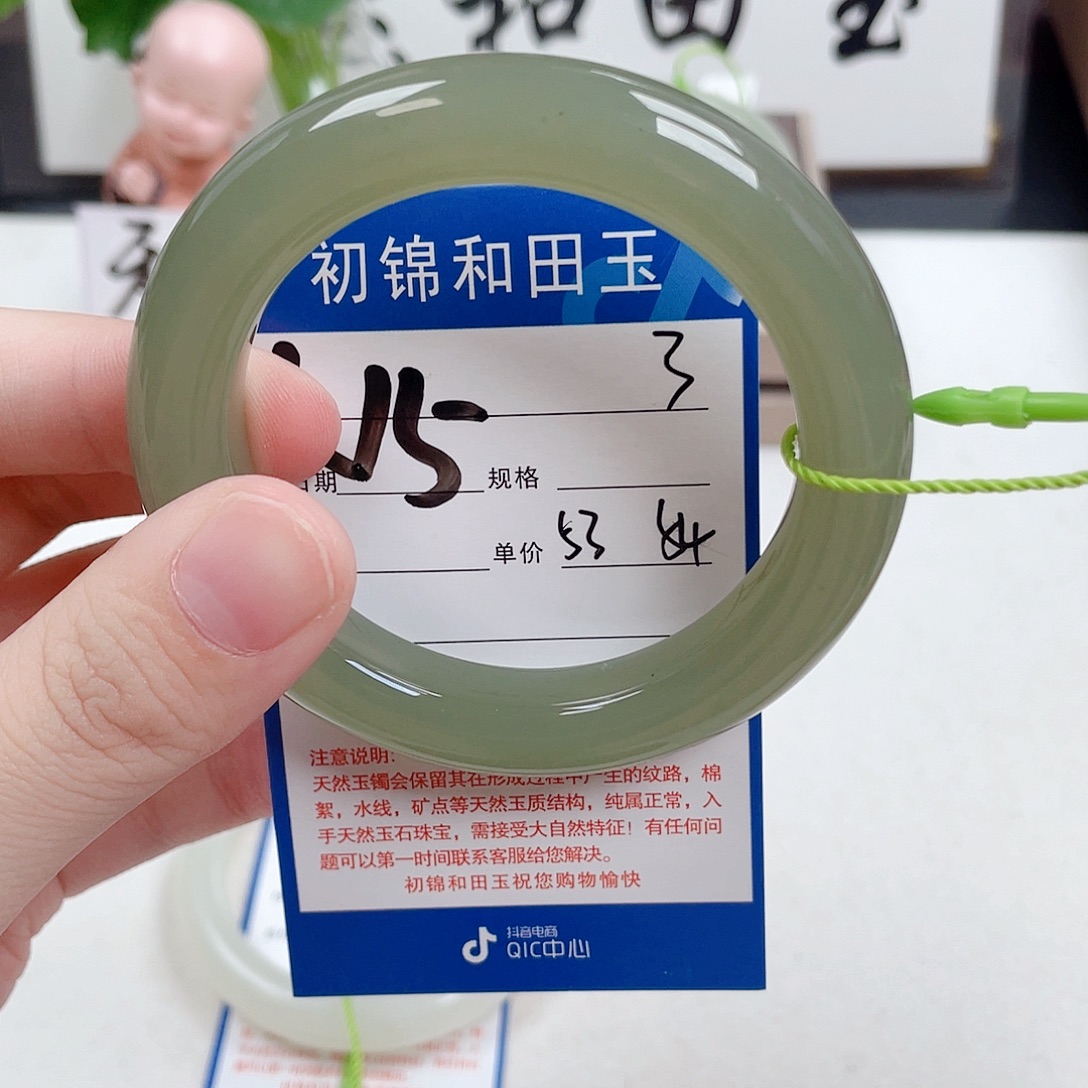 和田玉
初锦和田玉
3
J15
期 规格
单价 53
注意说明:
天然玉镯会保留其在形成过程中产生的纹路，棉
絮，水线，矿点等天然玉质结构，纯属正常，入
手天然玉石珠宝，需接受大自然特征！有任何问
题可以第一时间联系客服给您解决。
初锦和田玉祝您购物愉快
抖音电商
QIC中心